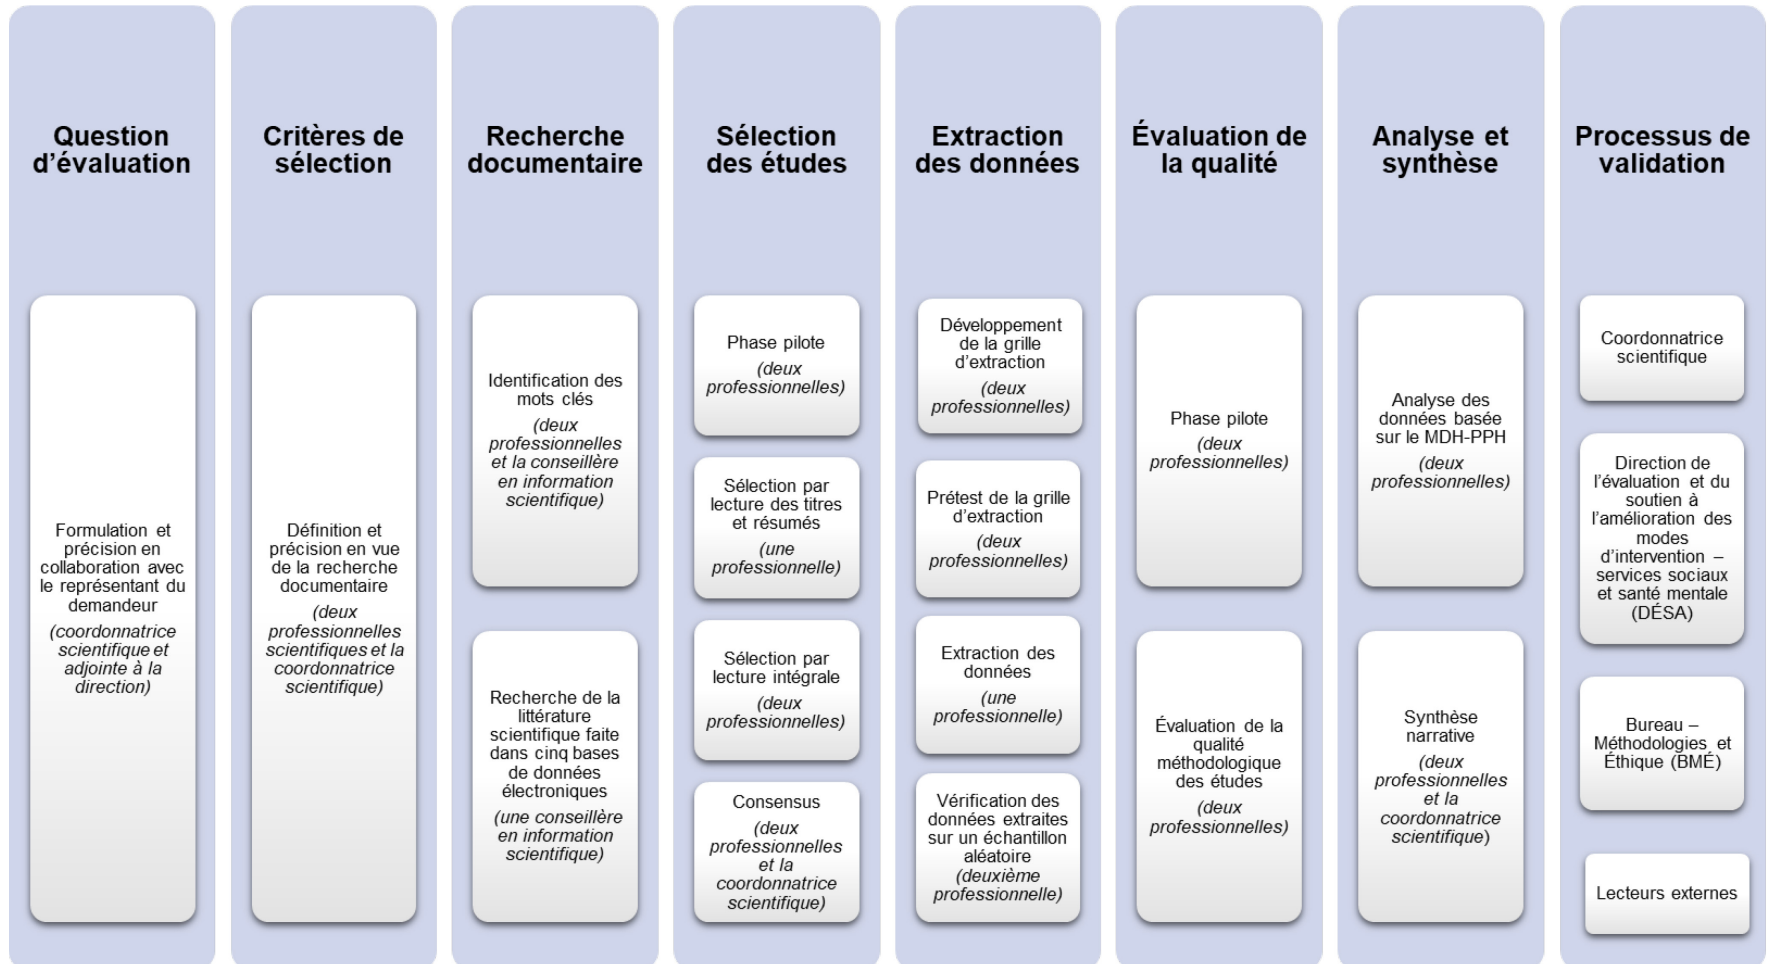 Question
d'évaluation
Formulation et
précision en
collaboration avec
le représentant du
demandeur
(coordonnatrice
scientifique et
adjointe à la
direction)
Critères de
sélection
Définition et
précision en vue
de la recherche
documentaire
(deux
professionnelles
scientifiques et la
coordonnatrice
scientifique)
Recherche
documentaire
Identification des
mots clés
(deux
professionnelles
et la conseillère
en information
scientifique)
Recherche de la
littérature
scientifique faite
dans cinq bases
de données
électroniques
(une conseillère
en information
scientifique)
Sélection
des études
Phase pilote
(deux
professionnelles)
Sélection par
lecture des titres
et résumés
(une
professionnelle)
Sélection par
lecture intégrale
(deux
professionnelles)
Consensus
(deux
professionnelles
et la
coordonnatrice
scientifique)
Extraction
des données
Développement
de la grille
d'extraction
(deux
professionnelles)
Prétest de la grille
d'extraction
(deux
professionnelles)
Extraction des
données
(une
professionnelle)
Vérification des
données extraites
sur un échantillon
aléatoire
(deuxième
professionnelle)
Évaluation de
la qualité
Phase pilote
(deux
professionnelles)
Évaluation de la
qualité
méthodologique
des études
(deux
professionnelles)
Analyse et
synthèse
Analyse des
données basée
sur le MDH-PPH
(deux
professionnelles)
Synthèse
narrative
(deux
professionnelles
et la
coordonnatrice
scientifique)
Processus de
validation
Coordonnatrice
scientifique
Direction de
l'évaluation et du
soutien à
l'amélioration des
modes
d'intervention –
services sociaux
et santé mentale
(DÉSA)
Bureau –
Méthodologies et
Éthique (BMÉ)
Lecteurs externes